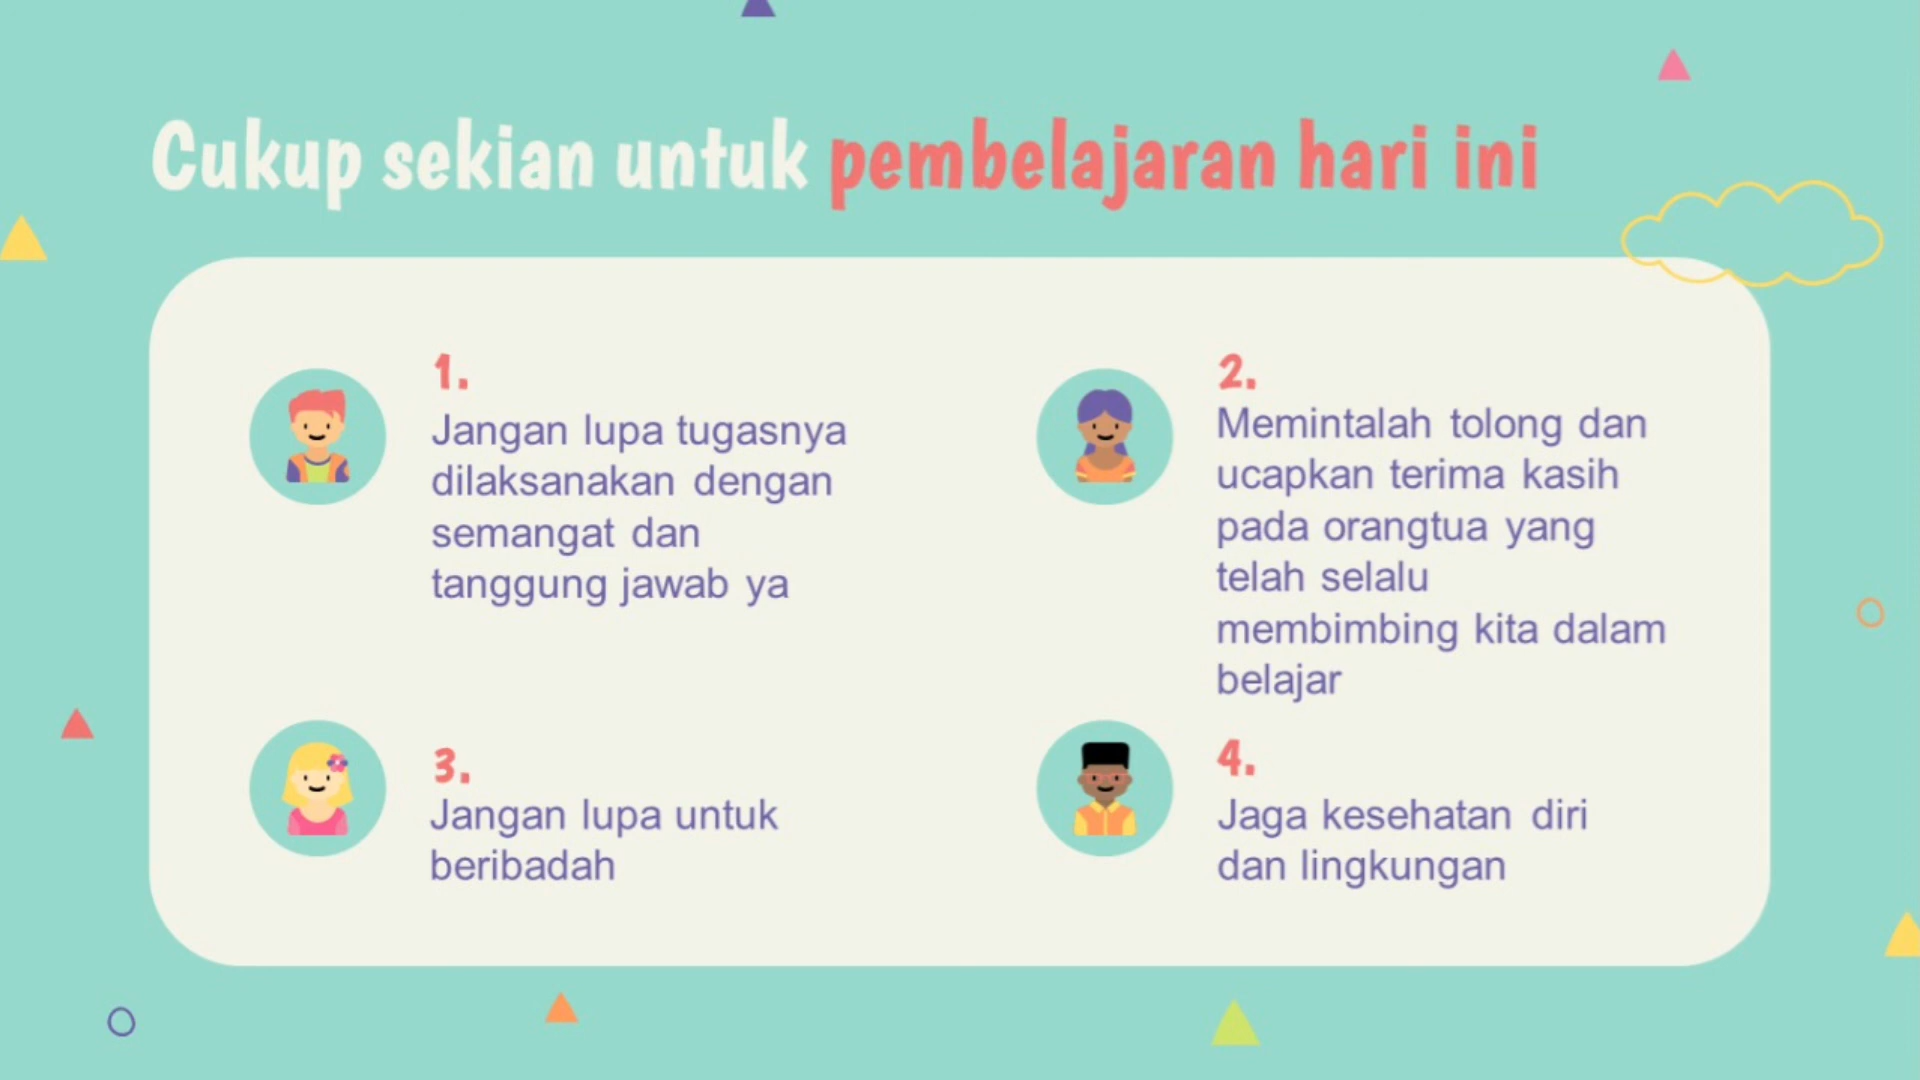 Cukup sekian untuk pembelajaran hari ini
1.
Jangan lupa tugasnya
dilaksanakan dengan
semangat dan
tanggung jawab ya
2.
Memintalah tolong dan
ucapkan terima kasih
pada orangtua yang
telah selalu
membimbing kita dalam
belajar
3.
Jangan lupa untuk
beribadah
4.
Jaga kesehatan diri
dan lingkungan